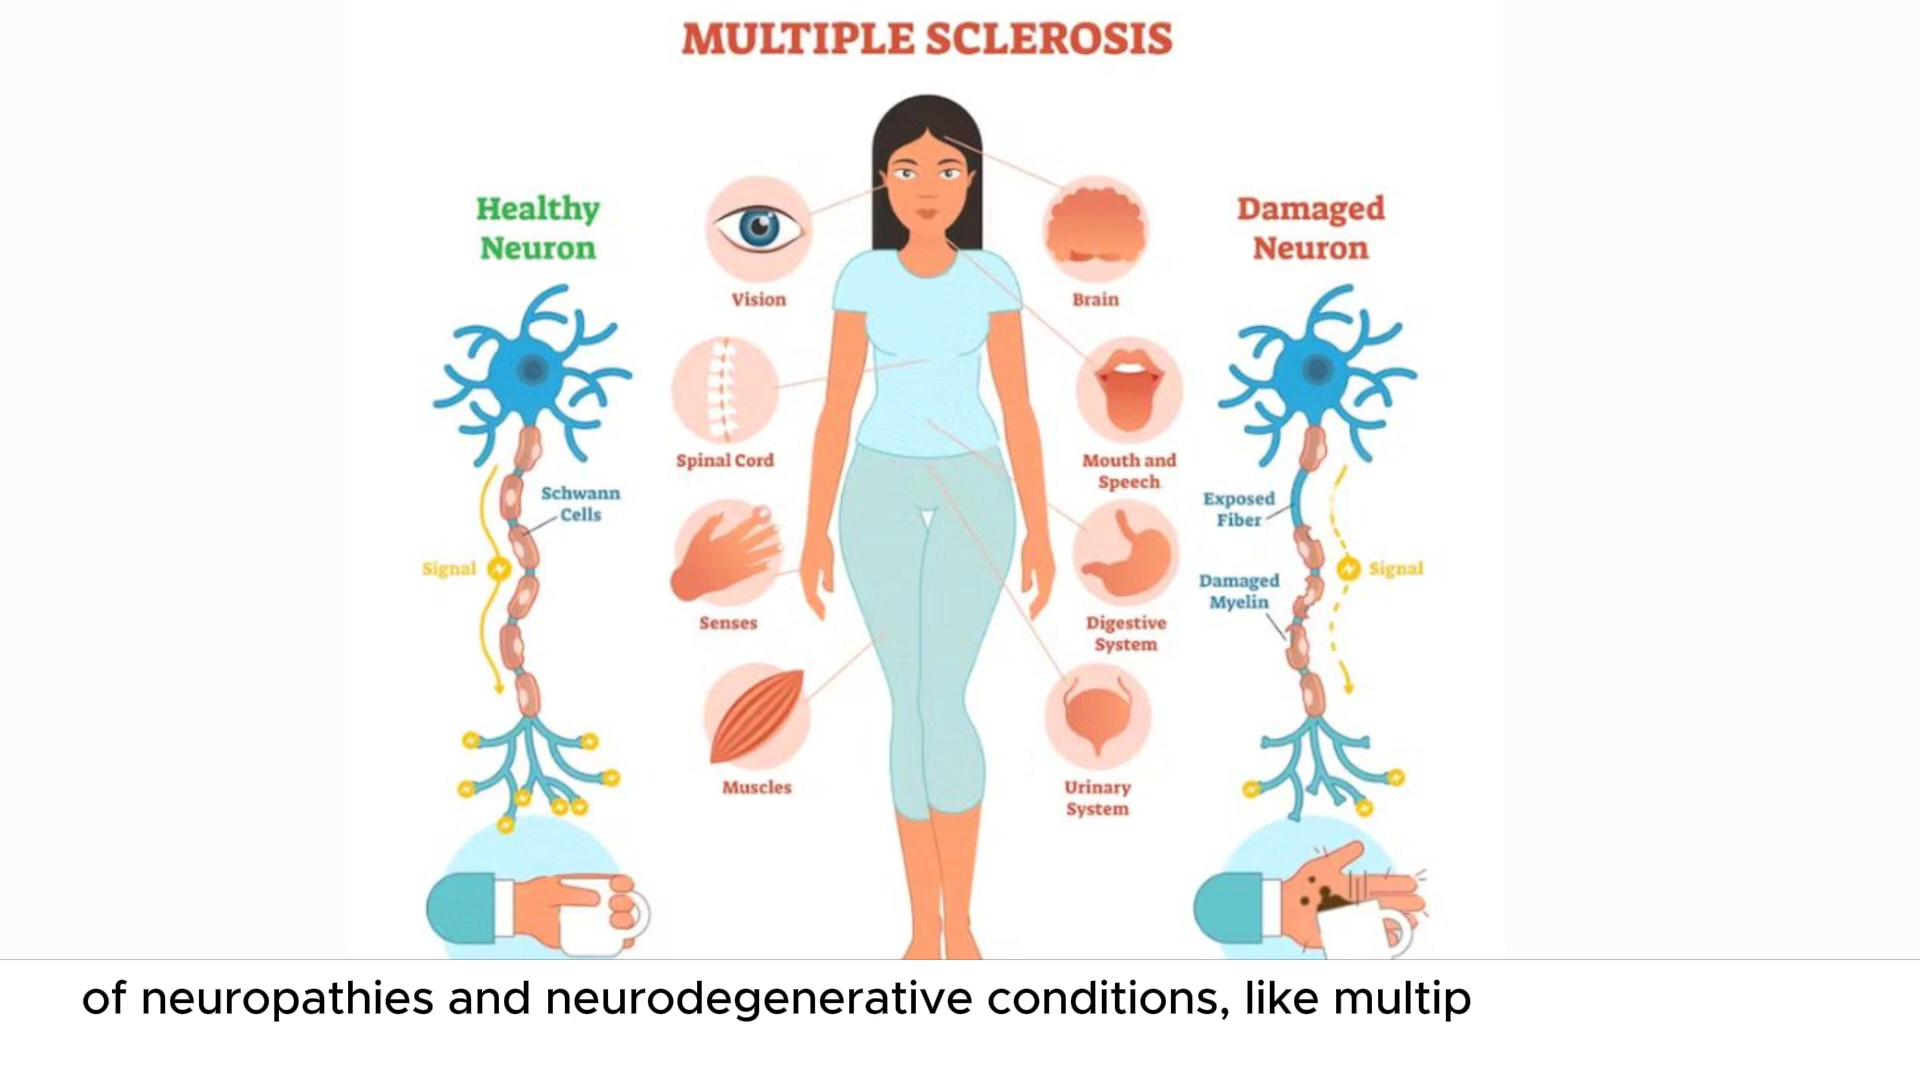 MULTIPLE SCLEROSIS
Healthy
Neuron
Damaged
Neuron
Vision
Brain
Spinal Cord
Mouth and
Speech
Schwann
Cells
Exposed
Fiber
Signal
Signal
Damaged
Myelin
Senses
Digestive
System
Muscles
Urinary
System
of neuropathies and neurodegenerative conditions, like multip